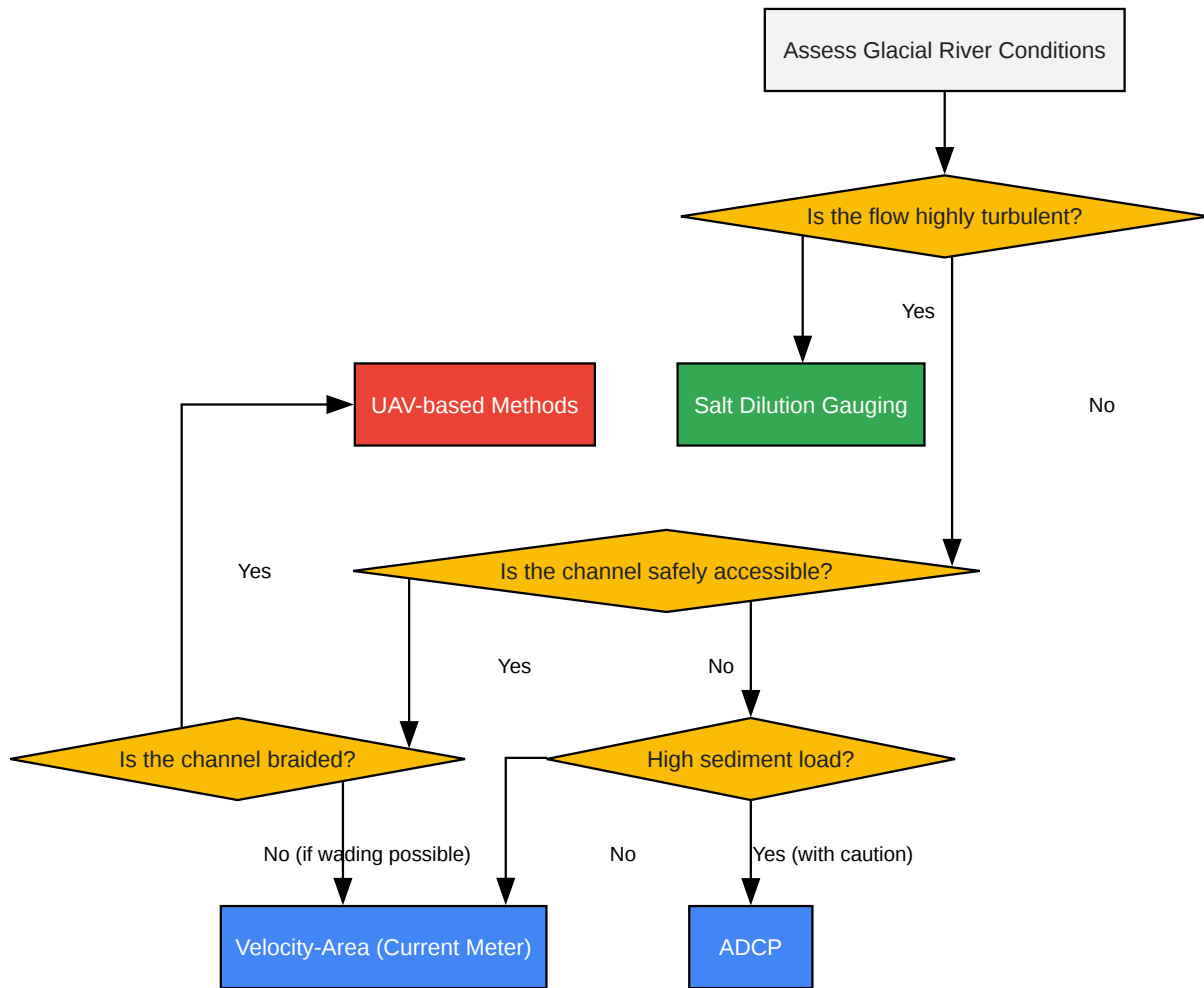 Assess Glacial River Conditions
Is the flow highly turbulent?
Yes
UAV-based Methods
Salt Dilution Gauging
No
Yes
Is the channel safely accessible?
Yes
No
Is the channel braided?
High sediment load?
No (if wading possible)
No
Yes (with caution)
Velocity-Area (Current Meter)
ADCP